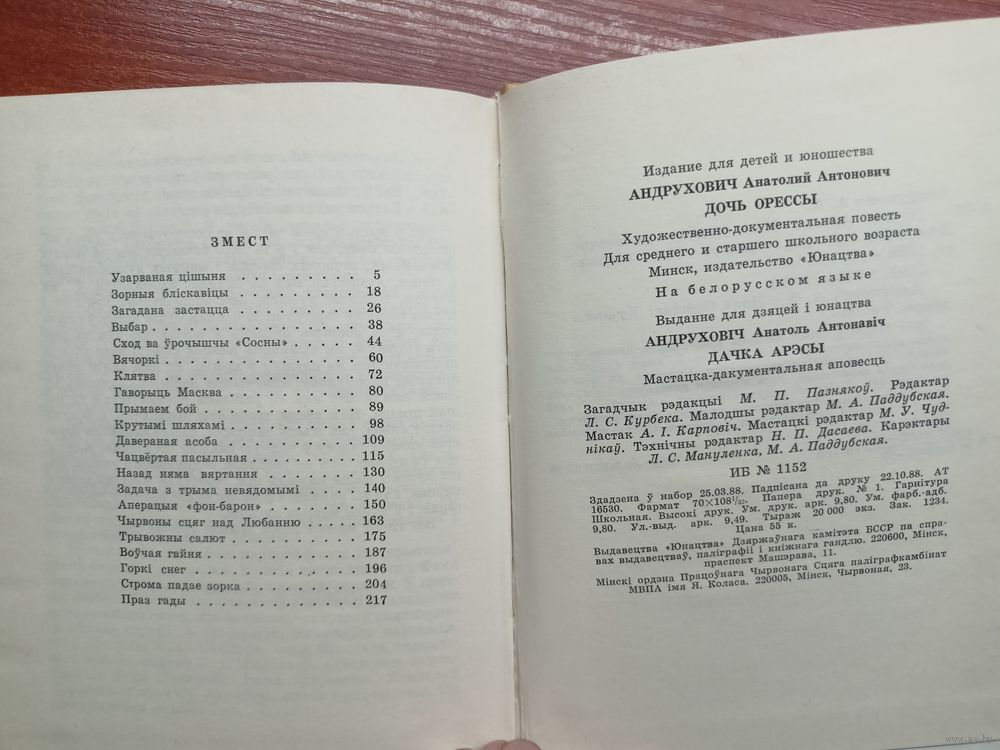 ЗМЕСТ
Узарваная цішыня . . . . . . . . . 5
Зорныя бліскавіцы . . . . . . . . . 18
Загадана застацца . . . . . . . . . 26
Выбар . . . . . . . . . . . . . . . 38
Сход ва ўрочышчы «Сосны» . . . . . . 44
Вячоркі . . . . . . . . . . . . . . 60
Клятва . . . . . . . . . . . . . . 72
Гаворыць Масква . . . . . . . . . . 80
Прымаем бой . . . . . . . . . . . . 89
Крутымі шляхамі . . . . . . . . . . 98
Давераная асоба . . . . . . . . . . 109
Чацвёртая пасыльная . . . . . . . . 115
Назад няма вяртання . . . . . . . . 130
Задача з трыма невядомымі . . . . . 140
Аперацыя «фон-барон» . . . . . . . . 150
Чырвоны сцяг над Любанню . . . . . . 163
Трывожны салют . . . . . . . . . . . 175
Воўчая гайня . . . . . . . . . . . . 187
Горкі снег . . . . . . . . . . . . . 196
Строма падае зорка . . . . . . . . . 204
Праз гады . . . . . . . . . . . . . 217
Издание для детей и юношества
АНДРУХОВИЧ Анатолий Антонович
ДОЧЬ ОРЕССЫ
Художественно-документальная повесть
Для среднего и старшего школьного возраста
Минск, издательство «Юнацтва»
На белорусском языке
Выданне для дзяцей і юнацтва
АНДРУХОВІЧ Анатоль Антонавіч
ДАЧКА АРЭСЫ
Мастацка-дакументальная аповесць
Загадчык рэдакцыі М. П. Пазнякоў. Рэдактар
Л. С. Курбека. Малодшы рэдактар М. А. Паддубская.
Мастак А. І. Карповіч. Мастацкі рэдактар М. У. Чуд-
нікаў. Тэхнічны рэдактар Н. П. Дасаева. Карэктары
Л. С. Мануленка, М. А. Паддубская.
ИБ № 1152
Здадзена ў набор 25.03.88. Падпісана да друку 22.10.88. АТ
16530. Фармат 70×108 1/32. Папера друк. № 1. Гарнітура
Школьная. Высокі друк. Ум. друк. арк. 9,80. Ум. фарб.-адб.
9,80. Ул.-выд. арк. 9,49. Тыраж 20 000 экз. Зак. 1234.
Цана 55 к.
Выдавецтва «Юнацтва» Дзяржаўнага камітэта БССР па спра-
вах выдавецтваў, паліграфіі і кніжнага гандлю. 220600, Мінск,
праспект Машэрава, 11.
Мінскі ордэна Працоўнага Чырвонага Сцяга паліграфкамбінат
МВПА імя Я. Коласа. 220005, Мінск, Чырвоная, 23.
www.ay.by